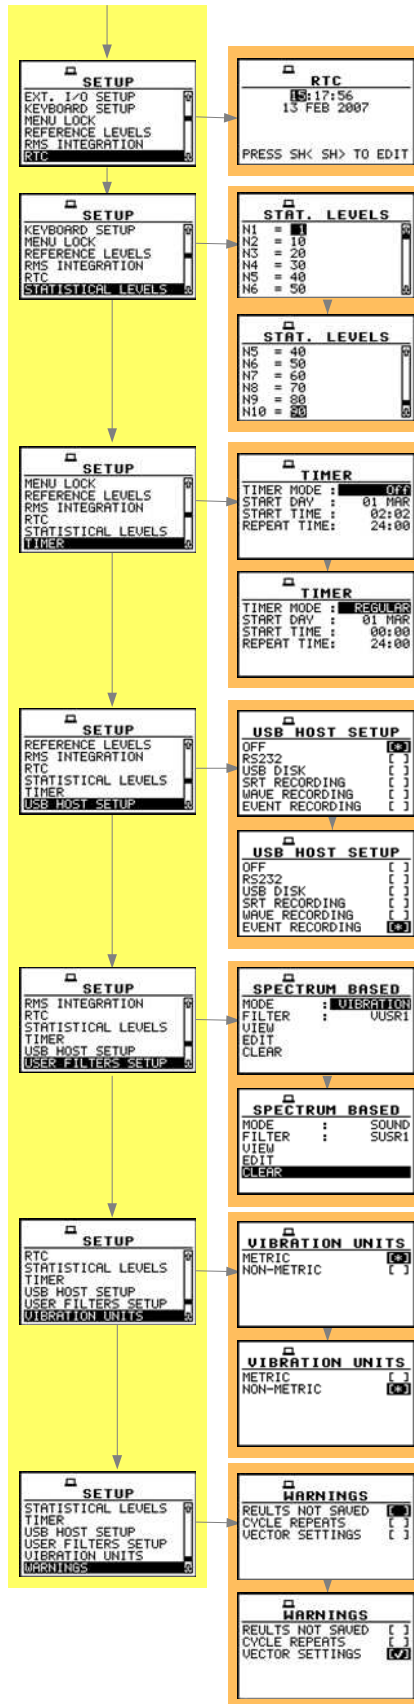 SETUP
EXT. I/O SETUP
KEYBOARD SETUP
MENU LOCK
REFERENCE LEVELS
RMS INTEGRATION
RTC
RTC
15:17:56
13 FEB 2007
PRESS SH< SH> TO EDIT
SETUP
KEYBOARD SETUP
MENU LOCK
REFERENCE LEVELS
RMS INTEGRATION
RTC
STATISTICAL LEVELS
STAT. LEVELS
N1 = 1
N2 = 10
N3 = 20
N4 = 30
N5 = 40
N6 = 50
STAT. LEVELS
N5 = 40
N6 = 50
N7 = 60
N8 = 70
N9 = 80
N10 = 90
SETUP
MENU LOCK
REFERENCE LEVELS
RMS INTEGRATION
RTC
STATISTICAL LEVELS
TIMER
TIMER
TIMER MODE : Off
START DAY : 01 MAR
START TIME : 02:02
REPEAT TIME: 24:00
TIMER
TIMER MODE : REGULAR
START DAY : 01 MAR
START TIME : 00:00
REPEAT TIME: 24:00
SETUP
REFERENCE LEVELS
RMS INTEGRATION
RTC
STATISTICAL LEVELS
TIMER
USB HOST SETUP
USB HOST SETUP
OFF [*]
RS232 [ ]
USB DISK [ ]
SRT RECORDING [ ]
WAVE RECORDING [ ]
EVENT RECORDING [ ]
USB HOST SETUP
OFF [ ]
RS232 [ ]
USB DISK [ ]
SRT RECORDING [ ]
WAVE RECORDING [ ]
EVENT RECORDING [*]
SETUP
RMS INTEGRATION
RTC
STATISTICAL LEVELS
TIMER
USB HOST SETUP
USER FILTERS SETUP
SPECTRUM BASED
MODE : VIBRATION
FILTER : VUSR1
VIEW
EDIT
CLEAR
SPECTRUM BASED
MODE : SOUND
FILTER : SUSR1
VIEW
EDIT
CLEAR
SETUP
RTC
STATISTICAL LEVELS
TIMER
USB HOST SETUP
USER FILTERS SETUP
VIBRATION UNITS
VIBRATION UNITS
METRIC [*]
NON-METRIC [ ]
VIBRATION UNITS
METRIC [ ]
NON-METRIC [*]
SETUP
STATISTICAL LEVELS
TIMER
USB HOST SETUP
USER FILTERS SETUP
VIBRATION UNITS
WARNINGS
WARNINGS
REULTS NOT SAVED [ ]
CYCLE REPEATS [ ]
VECTOR SETTINGS [ ]
WARNINGS
REULTS NOT SAVED [ ]
CYCLE REPEATS [ ]
VECTOR SETTINGS [✓]